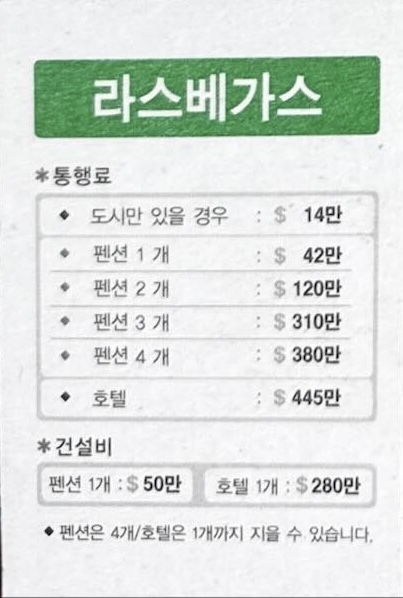 라스베가스
*통행료
◆ 도시만 있을 경우 : $ 14만
◆ 펜션 1 개 : $ 42만
◆ 펜션 2 개 : $ 120만
◆ 펜션 3 개 : $ 310만
◆ 펜션 4 개 : $ 380만
◆ 호텔 : $ 445만
*건설비
펜션 1개 : $ 50만 호텔 1개 : $ 280만
◆ 펜션은 4개/호텔은 1개까지 지을 수 있습니다.